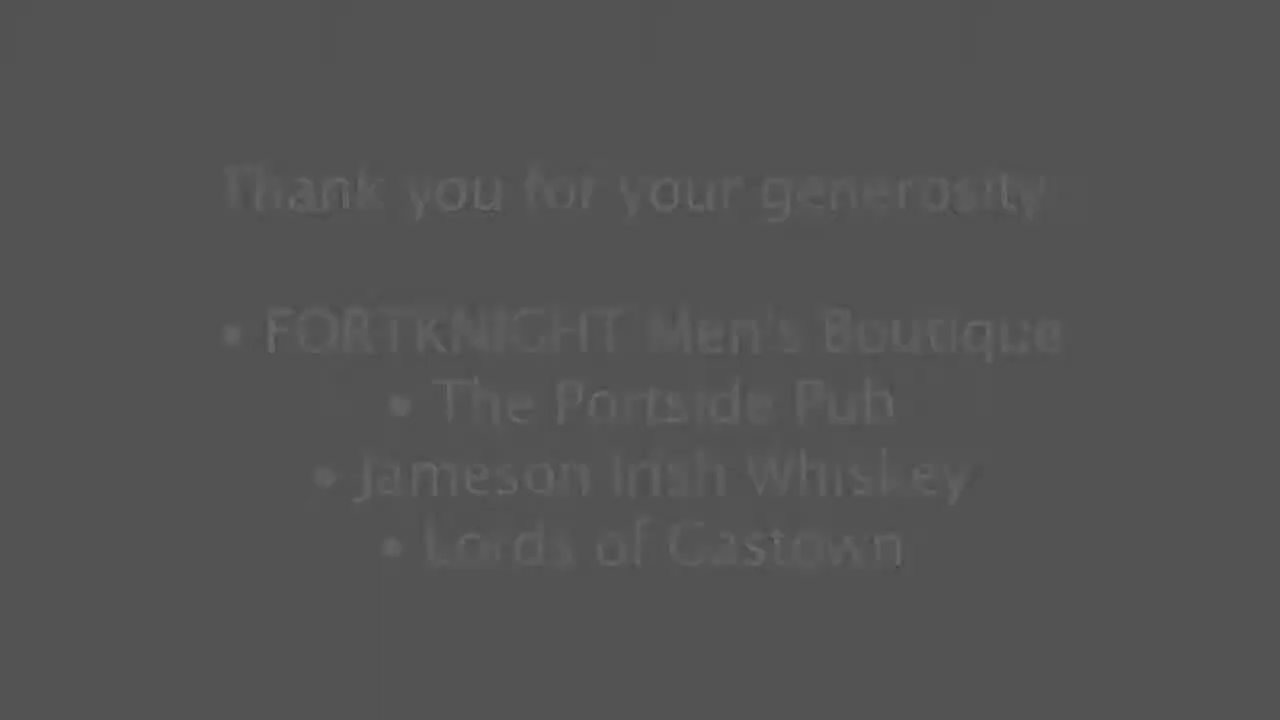 Thank you for your generosity
• FORTKNIGHT Men's Boutique
• The Portside Pub
• Jameson Irish Whiskey
• Lords of Gastown